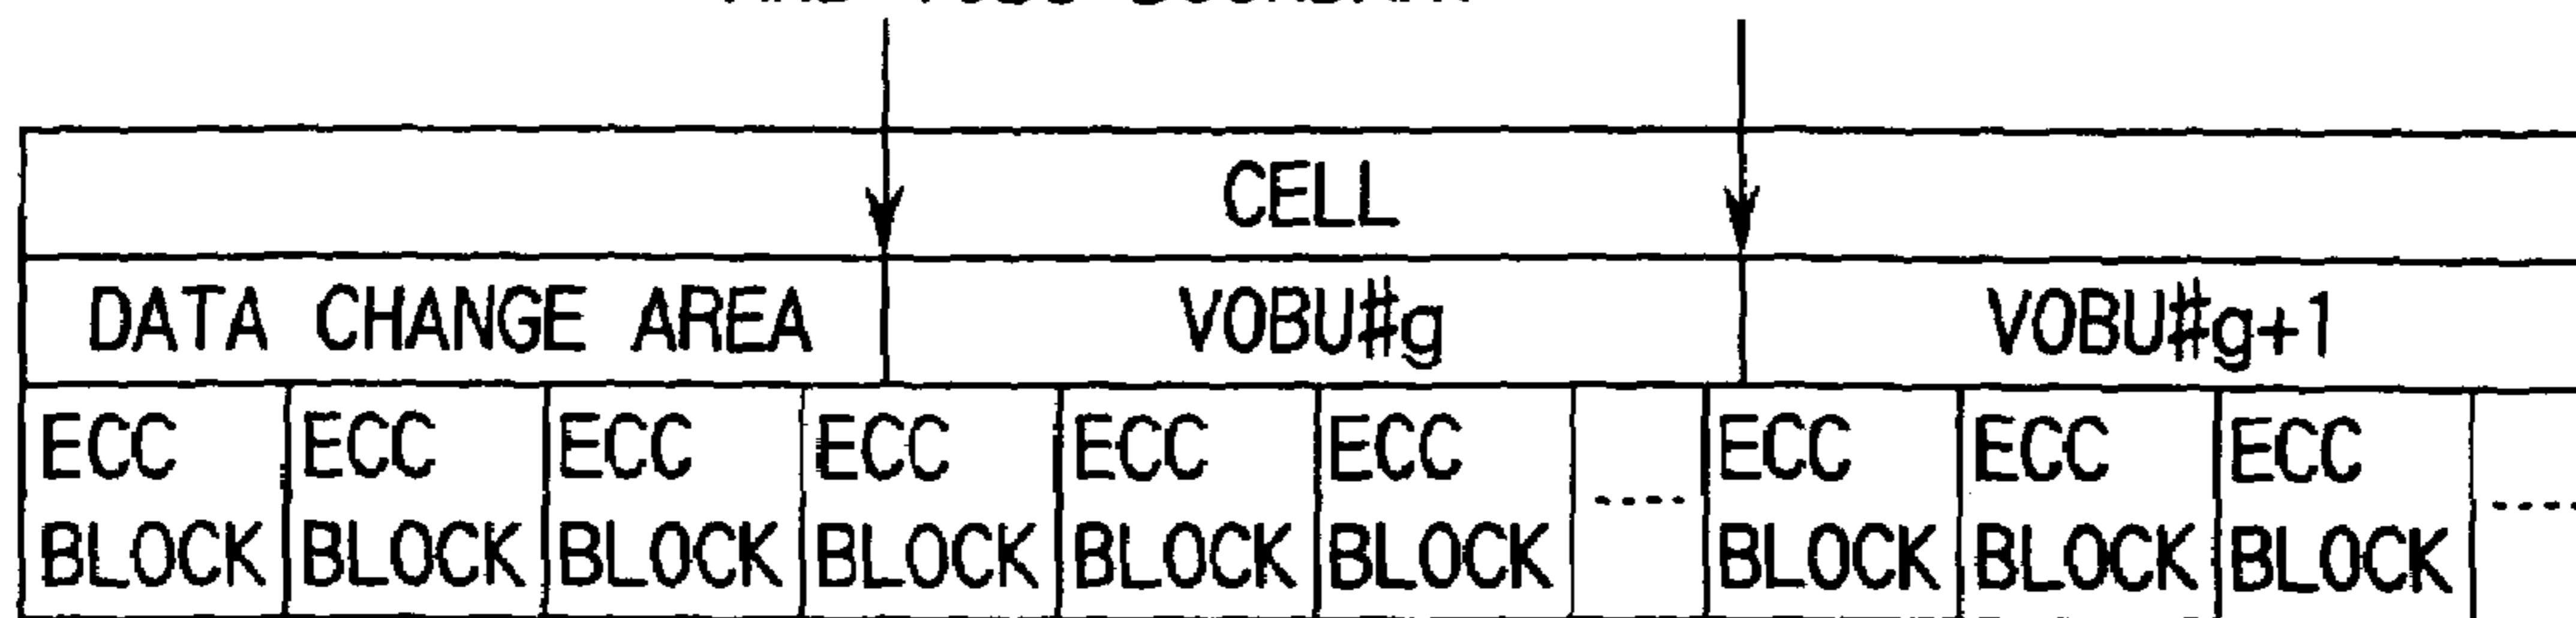 CELL
DATA CHANGE AREA VOBU#g VOBU#g+1
ECC ECC ECC ECC ECC ECC ECC ECC ECC
BLOCK BLOCK BLOCK BLOCK BLOCK BLOCK ..... BLOCK BLOCK BLOCK .....